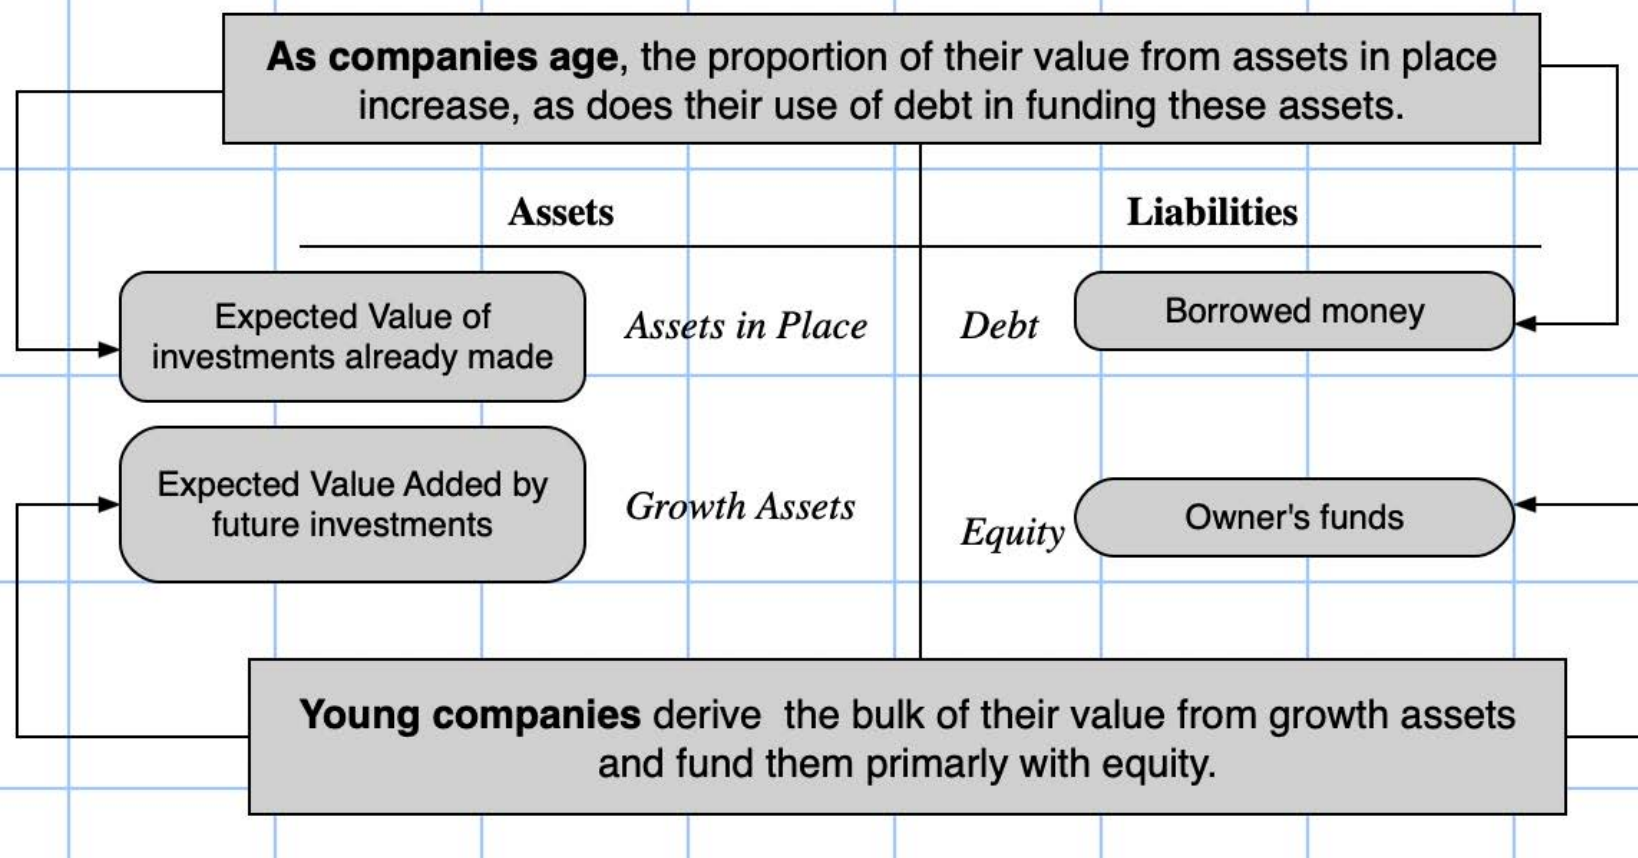 As companies age, the proportion of their value from assets in place
increase, as does their use of debt in funding these assets.
Assets
Liabilities
Expected Value of
investments already made
Assets in Place
Debt
Borrowed money
Expected Value Added by
future investments
Growth Assets
Equity
Owner's funds
Young companies derive  the bulk of their value from growth assets
and fund them primarly with equity.